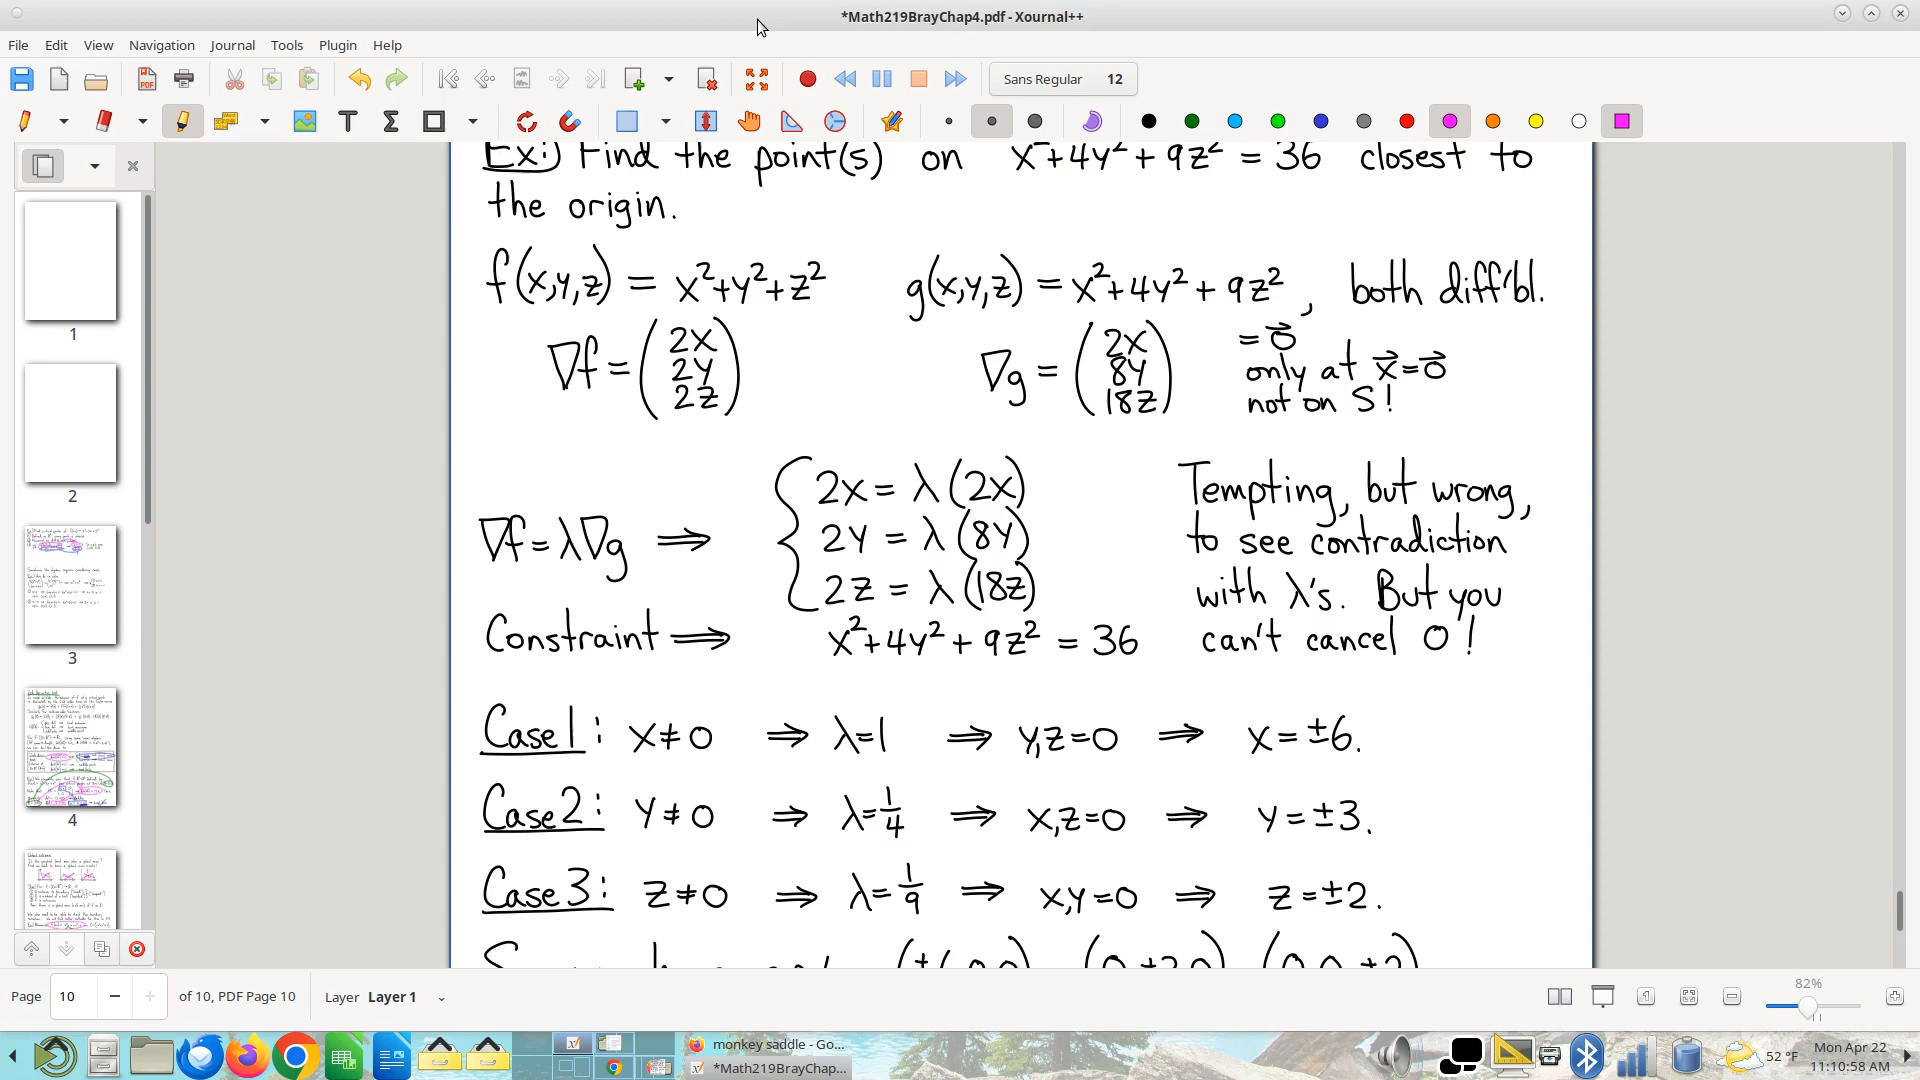 *Math219BrayChap4.pdf - Xournal++
File Edit View Navigation Journal Tools Plugin Help
Sans Regular 12
Ex:) Find the point(s) on x²+4y²+9z² = 36 closest to
the origin.
f(x,y,z) = x²+y²+z² g(x,y,z) = x²+4y²+9z², both diff'bl.
∇f = (2x 2y 2z) ∇g = (2x 8y 18z) = 0⃗
only at x⃗=0⃗
not on S!
∇f = λ∇g ⟹ { 2x = λ(2x)
2y = λ(8y)
2z = λ(18z)
Tempting, but wrong,
to see contradiction
with λ's. But you
can't cancel 0!
Constraint ⟹ x²+4y²+9z² = 36
Case 1: x≠0 ⟹ λ=1 ⟹ y,z=0 ⟹ x=±6.
Case 2: y≠0 ⟹ λ=1/4 ⟹ x,z=0 ⟹ y=±3.
Case 3: z≠0 ⟹ λ=1/9 ⟹ x,y=0 ⟹ z=±2.
1
2
3
4
Page 10 of 10, PDF Page 10 Layer Layer 1
82%
monkey saddle - Go...
*Math219BrayChap...
52 °F
Mon Apr 22
11:10:58 AM